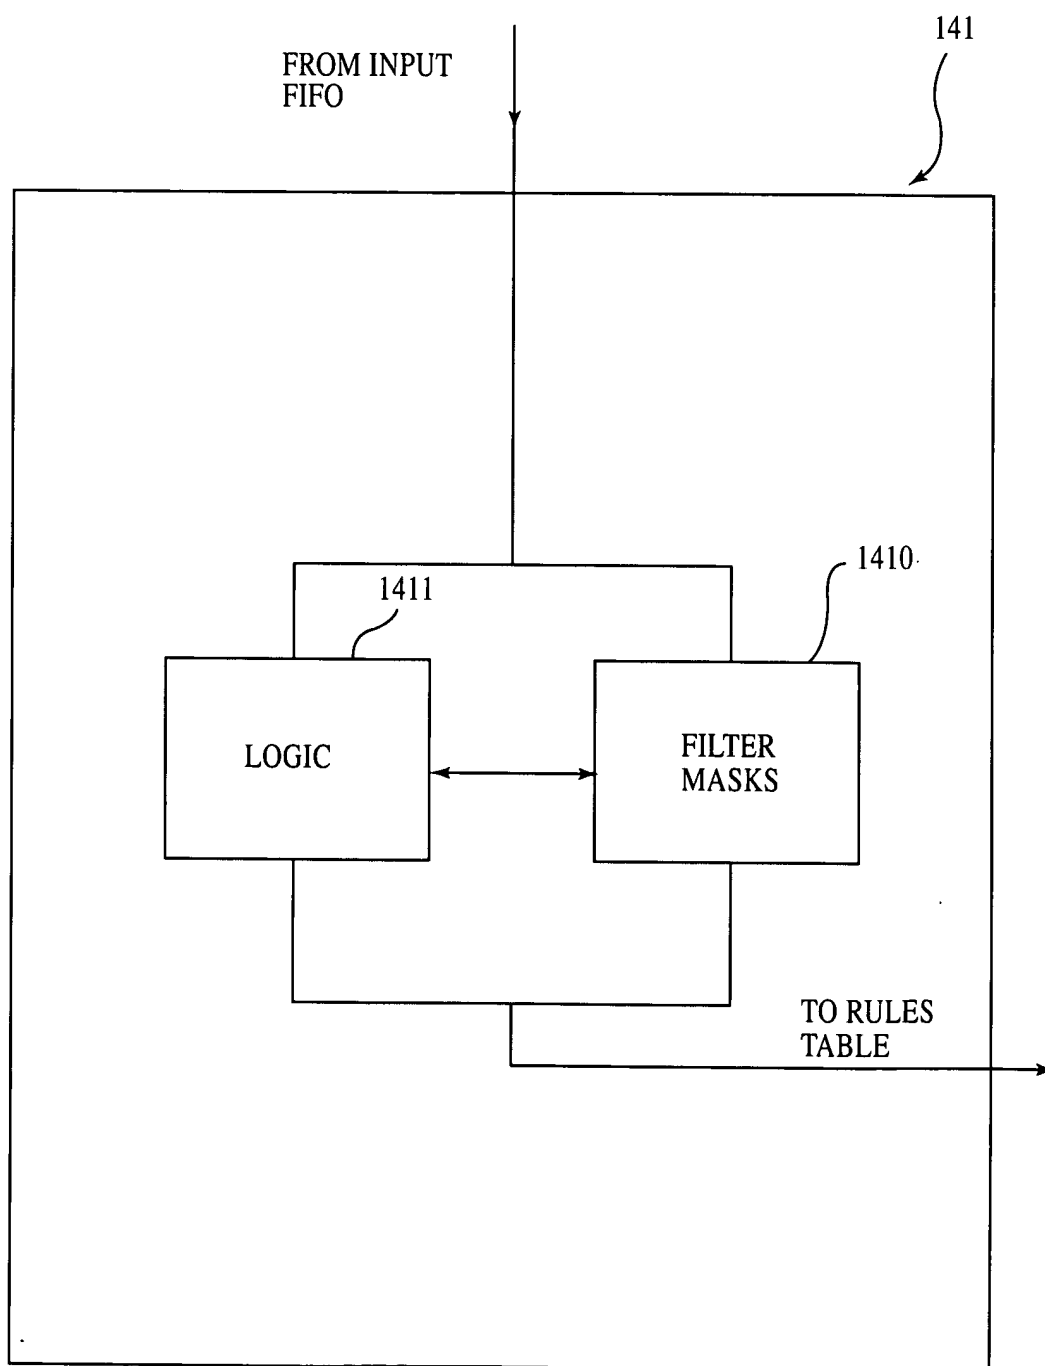 141
FROM INPUT
FIFO
1410
1411
LOGIC
FILTER
MASKS
TO RULES
TABLE